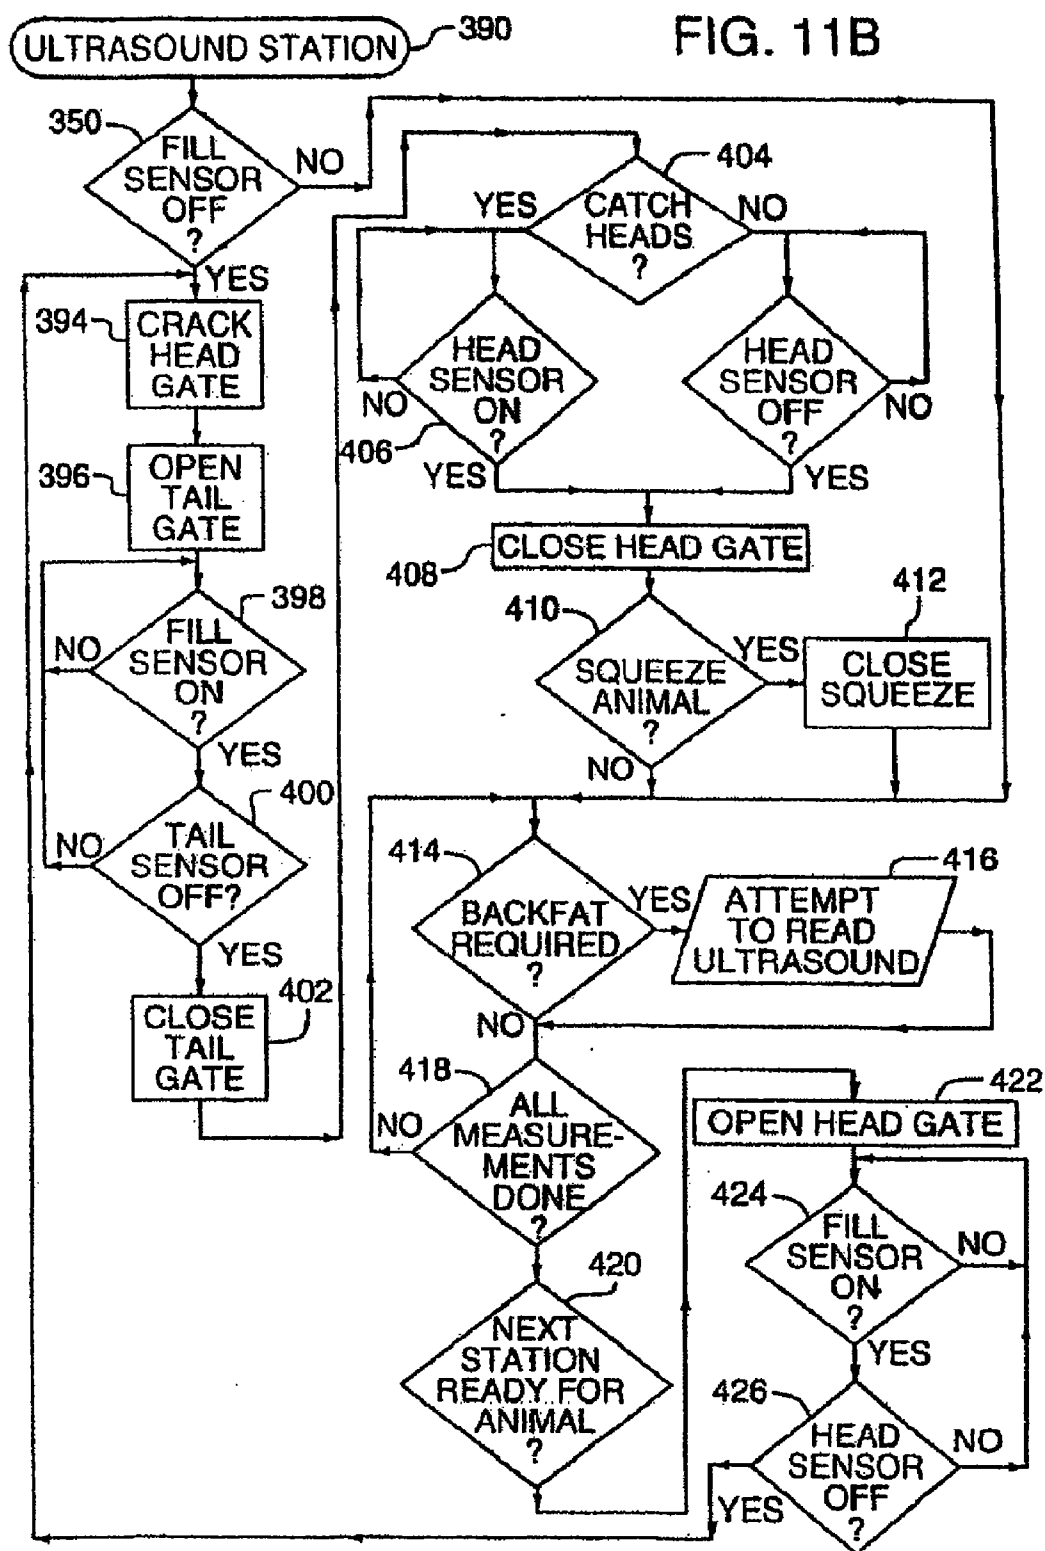 FIG. 11B
ULTRASOUND STATION
390
350
FILL
SENSOR
OFF
?
NO
YES
394
CRACK
HEAD
GATE
396
OPEN
TAIL
GATE
398
FILL
SENSOR
ON
?
NO
YES
400
TAIL
SENSOR
OFF?
NO
YES
402
CLOSE
TAIL
GATE
404
CATCH
HEADS
?
YES
NO
HEAD
SENSOR
ON
?
NO
406
YES
HEAD
SENSOR
OFF
?
NO
YES
CLOSE HEAD GATE
408
410
SQUEEZE
ANIMAL
?
YES
NO
412
CLOSE
SQUEEZE
414
BACKFAT
REQUIRED
?
YES
NO
416
ATTEMPT
TO READ
ULTRASOUND
418
ALL
MEASURE-
MENTS
DONE
?
NO
420
NEXT
STATION
READY FOR
ANIMAL
?
422
OPEN HEAD GATE
424
FILL
SENSOR
ON
?
NO
YES
426
HEAD
SENSOR
OFF
?
NO
YES